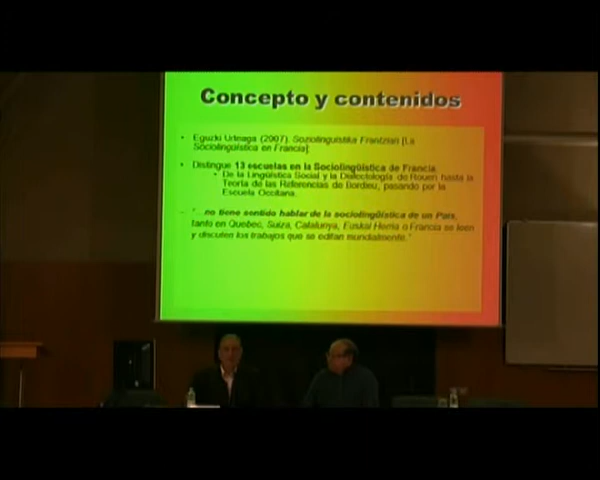 Concepto y contenidos
• Eguzki Urteaga (2007), Soziolinguistika Frantzian [La
Sociolingüística en Francia];
• Distingue 13 escuelas en la Sociolingüística de Francia.
• De la Lingüística Social y la Dialectología de Rouen hasta la
Teoría de las Referencias de Bordieu, pasando por la
Escuela Occitana.
– "...no tiene sentido hablar de la sociolingüística de un País,
tanto en Quebec, Suiza, Catalunya, Euskal Herria o Francia se leen
y discuten los trabajos que se editan mundialmente."